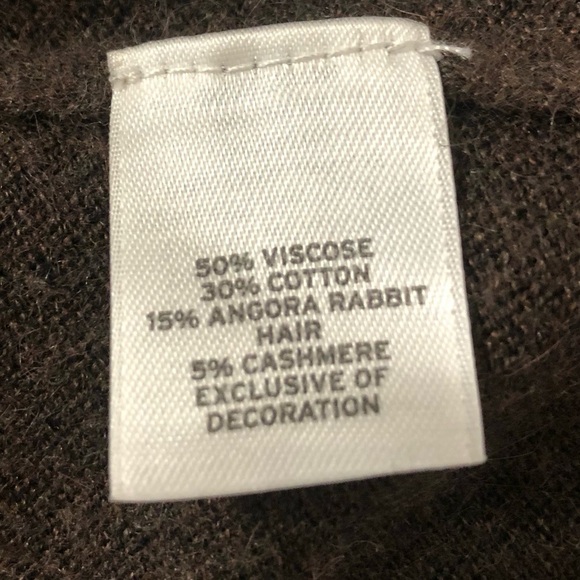 50% VISCOSE
30% COTTON
15% ANGORA RABBIT
HAIR
5% CASHMERE
EXCLUSIVE OF
DECORATION